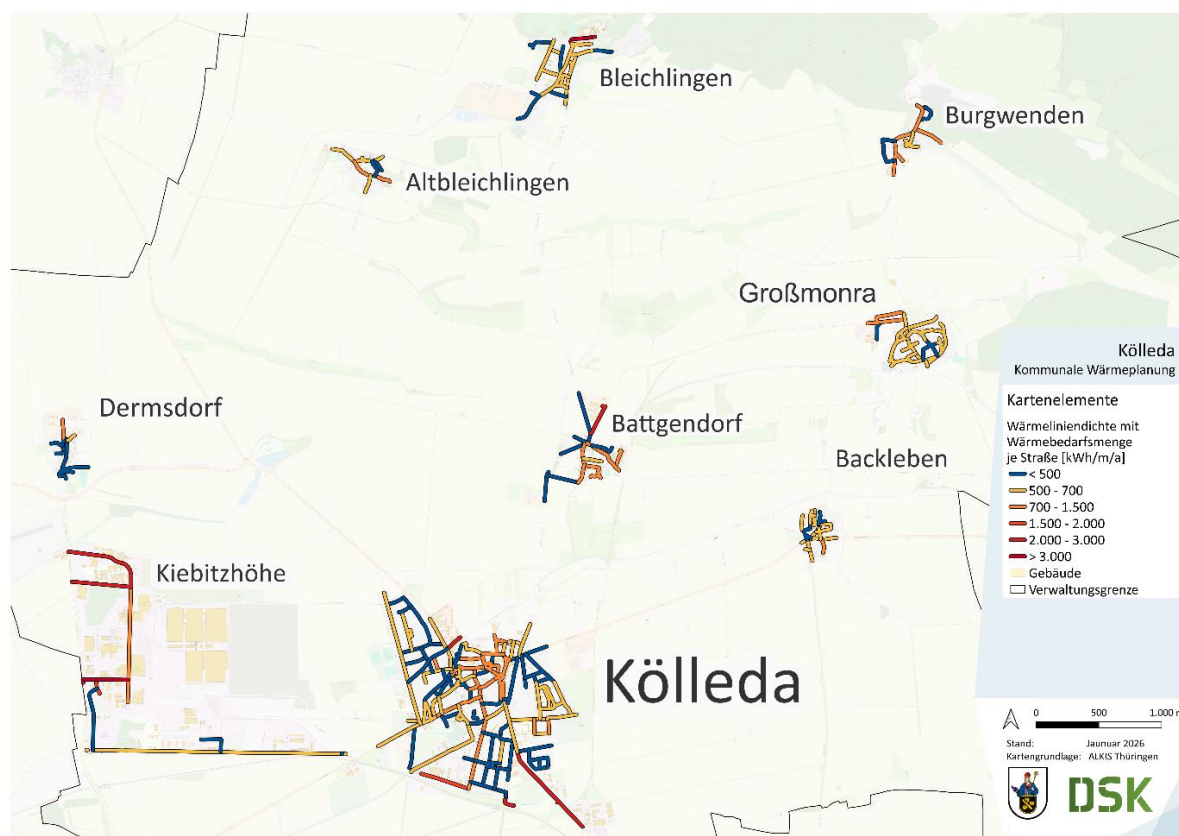 Bleichlingen
Burgwenden
Altbleichlingen
Großmonra
Dermsdorf
Battgendorf
Backleben
Kiebitzhöhe
Kölleda
Kölleda
Kommunale Wärmeplanung
Kartenelemente
Wärmeliniendichte mit
Wärmebedarfsmenge
je Straße [kWh/m/a]
< 500
500 - 700
700 - 1.500
1.500 - 2.000
2.000 - 3.000
> 3.000
Gebäude
Verwaltungsgrenze
0 500 1.000 m
Stand: Jaunuar 2026
Kartengrundlage: ALKIS Thüringen
DSK